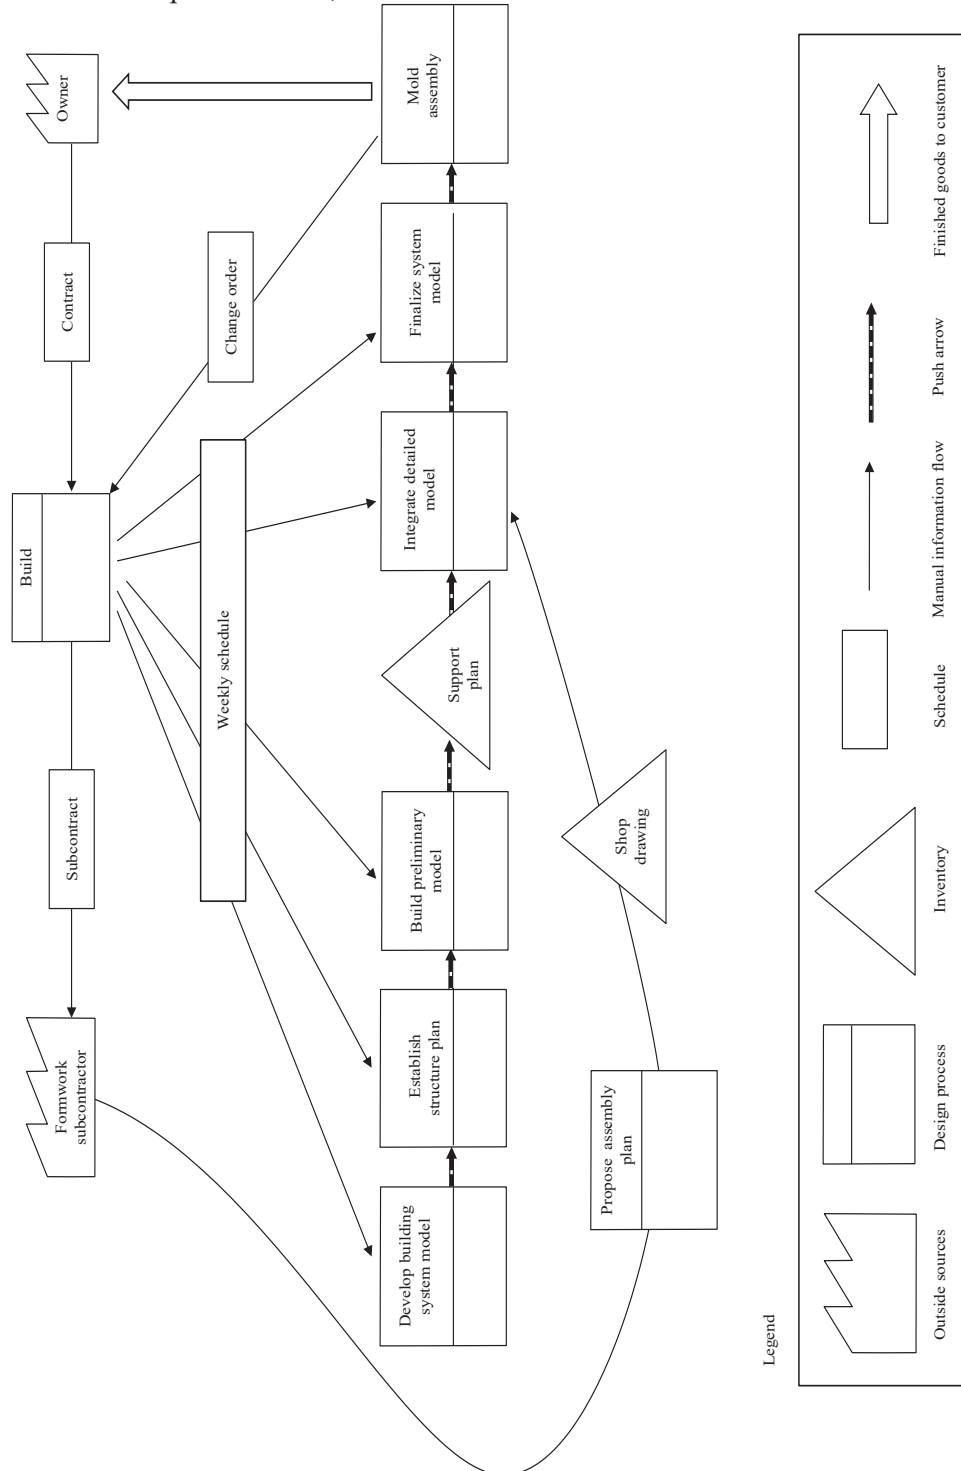 Formwork
subcontractor
Subcontract
Build
Contract
Owner
Weekly schedule
Change order
Develop building
system model
Establish
structure plan
Build preliminary
model
Support
plan
Integrate detailed
model
Finalize system
model
Mold
assembly
Propose assembly
plan
Shop
drawing
Legend
Outside sources
Design process
Inventory
Schedule
Manual information flow
Push arrow
Finished goods to customer